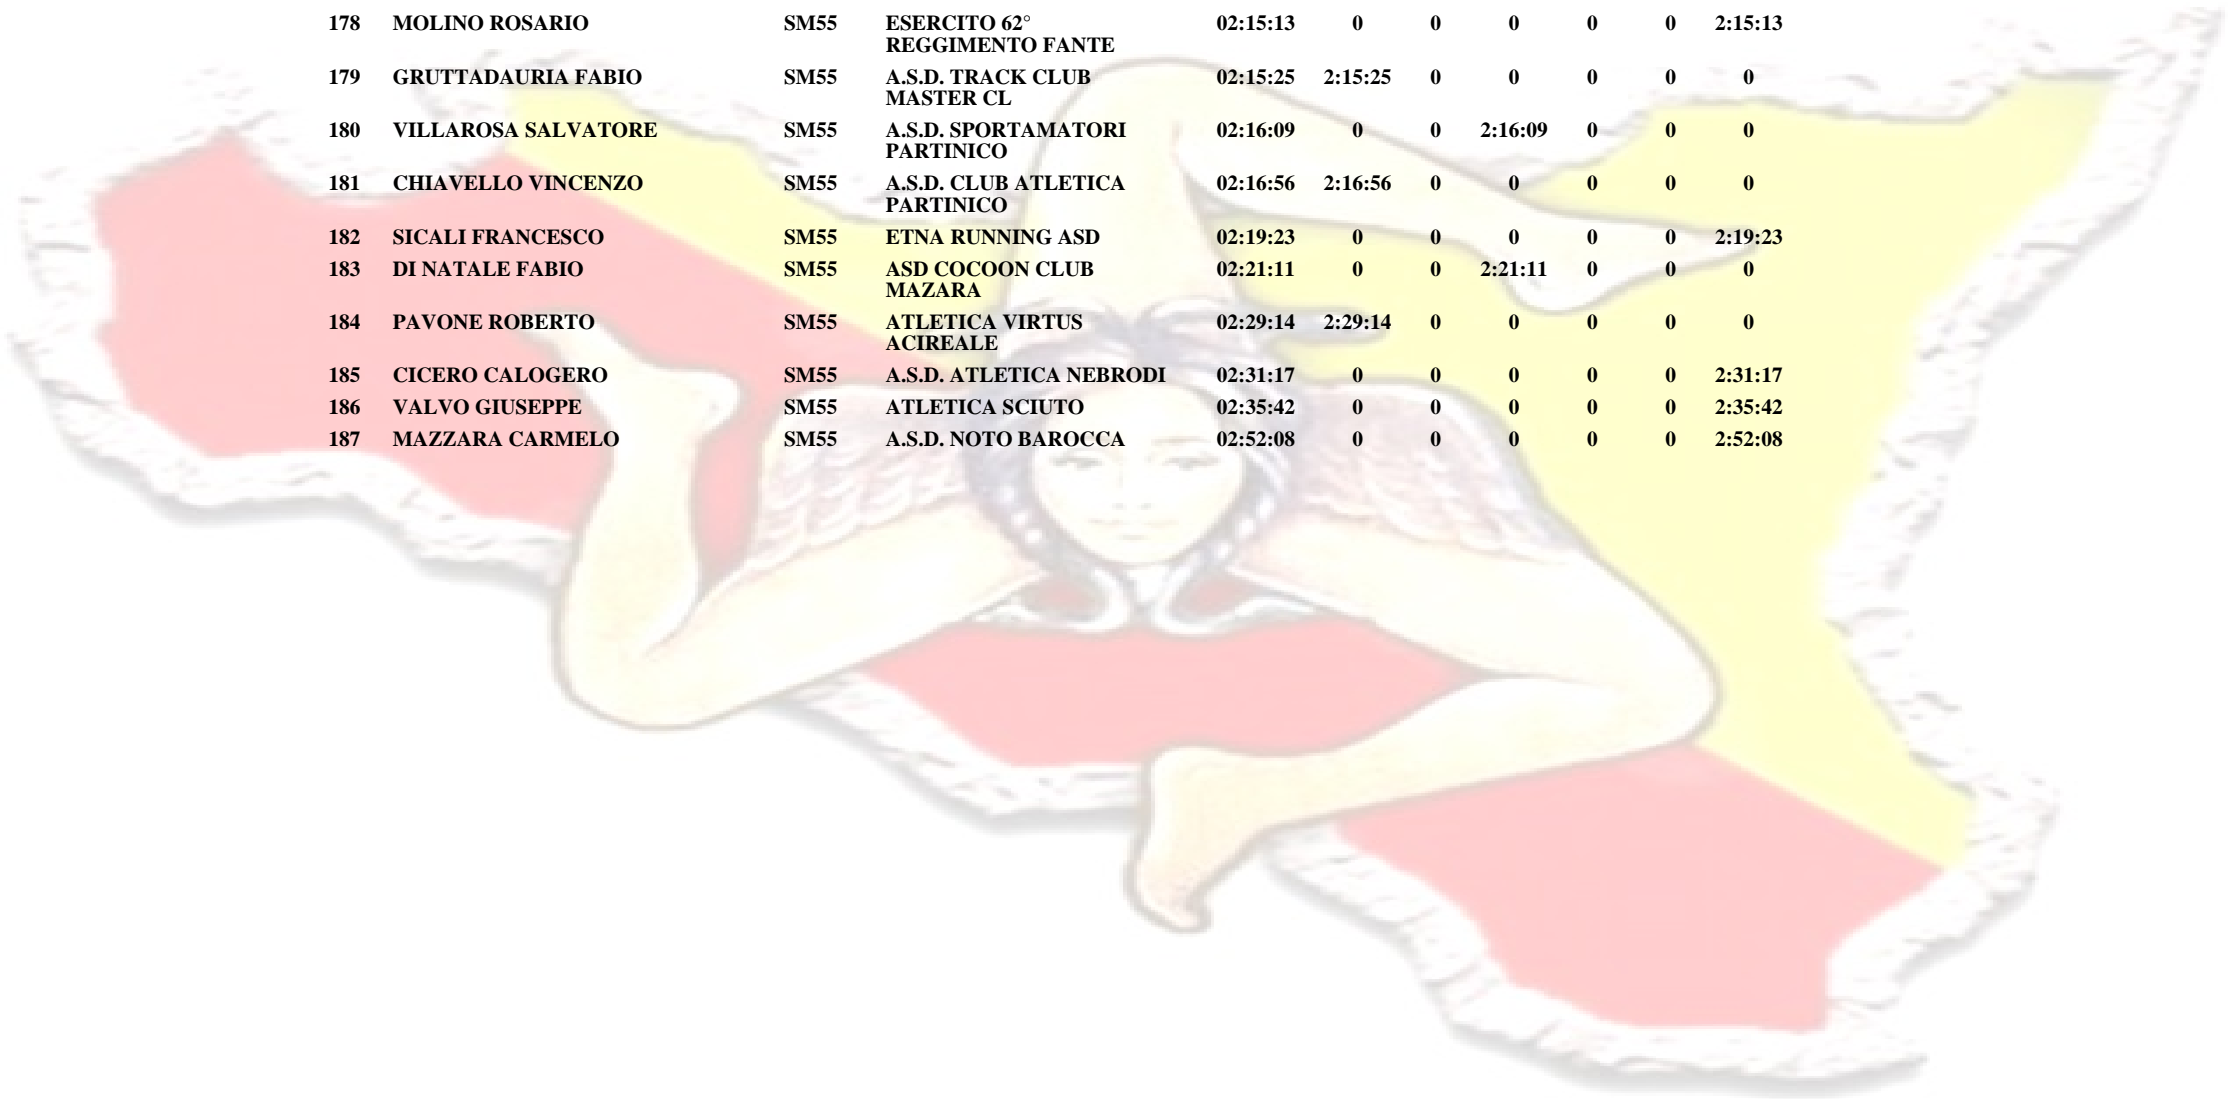 178 MOLINO ROSARIO SM55 ESERCITO 62° 02:15:13 0 0 0 0 0 2:15:13
REGGIMENTO FANTE
179 GRUTTADAURIA FABIO SM55 A.S.D. TRACK CLUB 02:15:25 2:15:25 0 0 0 0 0
MASTER CL
180 VILLAROSA SALVATORE SM55 A.S.D. SPORTAMATORI 02:16:09 0 0 2:16:09 0 0 0
PARTINICO
181 CHIAVELLO VINCENZO SM55 A.S.D. CLUB ATLETICA 02:16:56 2:16:56 0 0 0 0 0
PARTINICO
182 SICALI FRANCESCO SM55 ETNA RUNNING ASD 02:19:23 0 0 0 0 0 2:19:23
183 DI NATALE FABIO SM55 ASD COCOON CLUB 02:21:11 0 0 2:21:11 0 0 0
MAZARA
184 PAVONE ROBERTO SM55 ATLETICA VIRTUS 02:29:14 2:29:14 0 0 0 0 0
ACIREALE
185 CICERO CALOGERO SM55 A.S.D. ATLETICA NEBRODI 02:31:17 0 0 0 0 0 2:31:17
186 VALVO GIUSEPPE SM55 ATLETICA SCIUTO 02:35:42 0 0 0 0 0 2:35:42
187 MAZZARA CARMELO SM55 A.S.D. NOTO BAROCCA 02:52:08 0 0 0 0 0 2:52:08